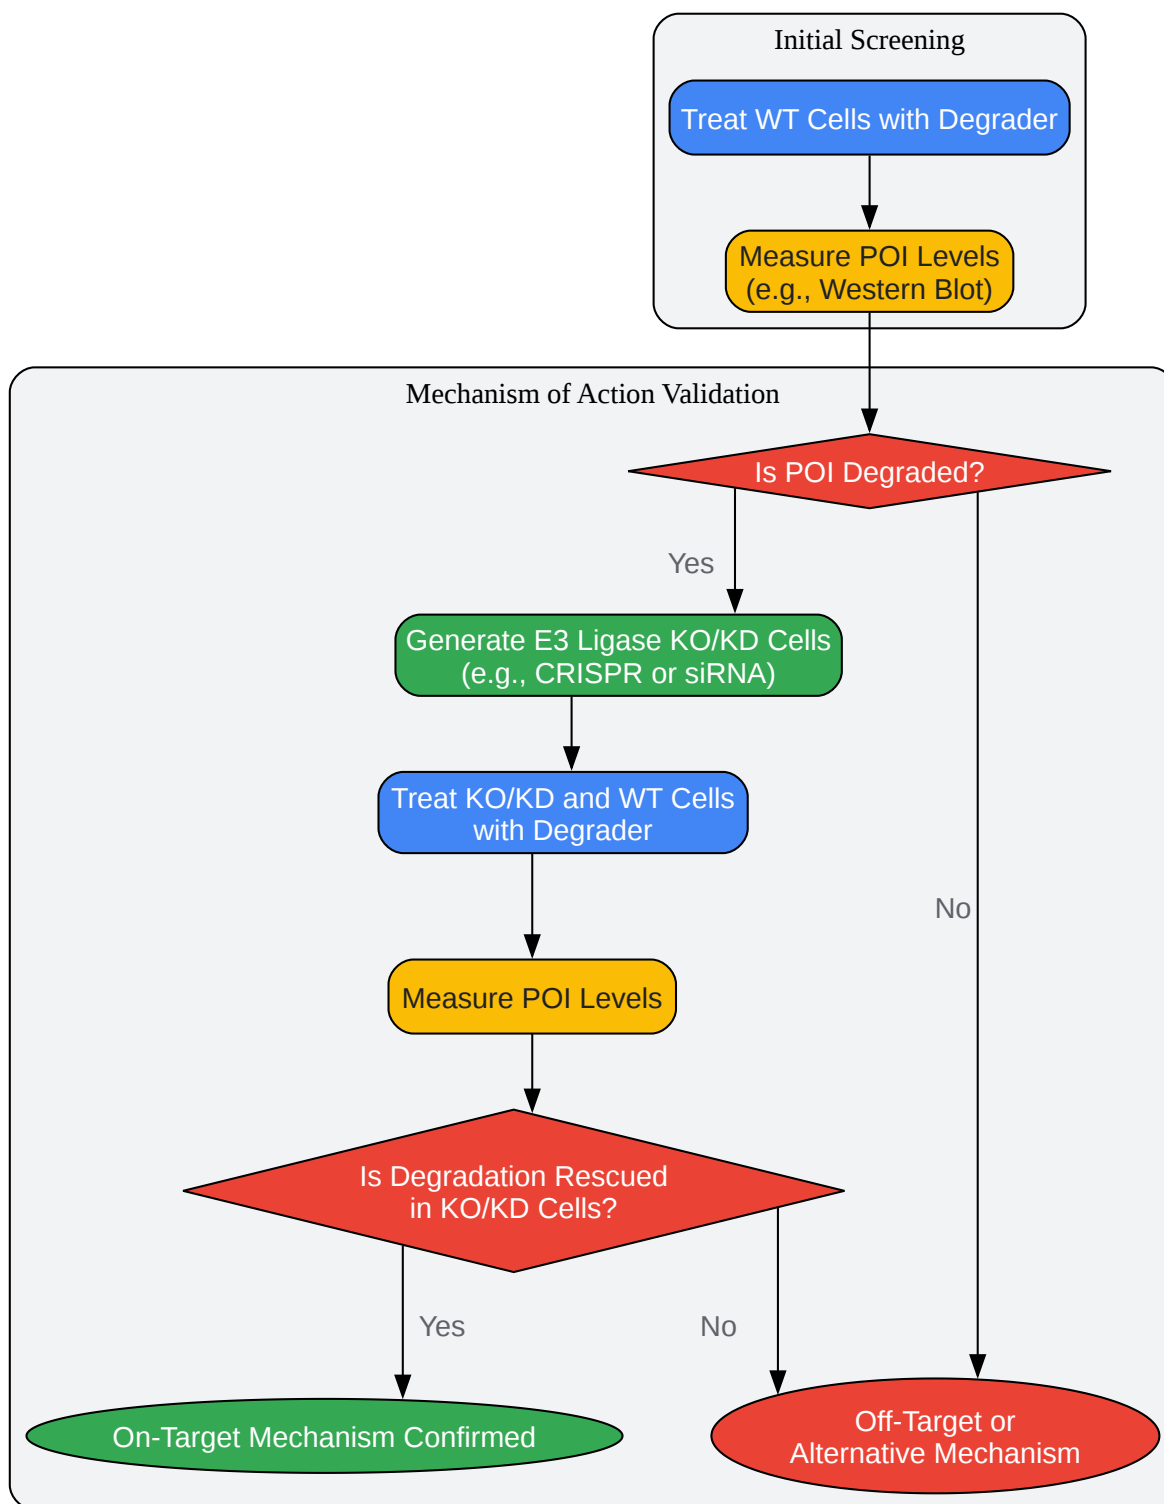 Initial Screening
Treat WT Cells with Degrader
Measure POI Levels
(e.g., Western Blot)
Mechanism of Action Validation
Is POI Degraded?
Yes
Generate E3 Ligase KO/KD Cells
(e.g., CRISPR or siRNA)
Treat KO/KD and WT Cells
with Degrader
No
Measure POI Levels
Is Degradation Rescued
in KO/KD Cells?
Yes
No
On-Target Mechanism Confirmed
Off-Target or
Alternative Mechanism